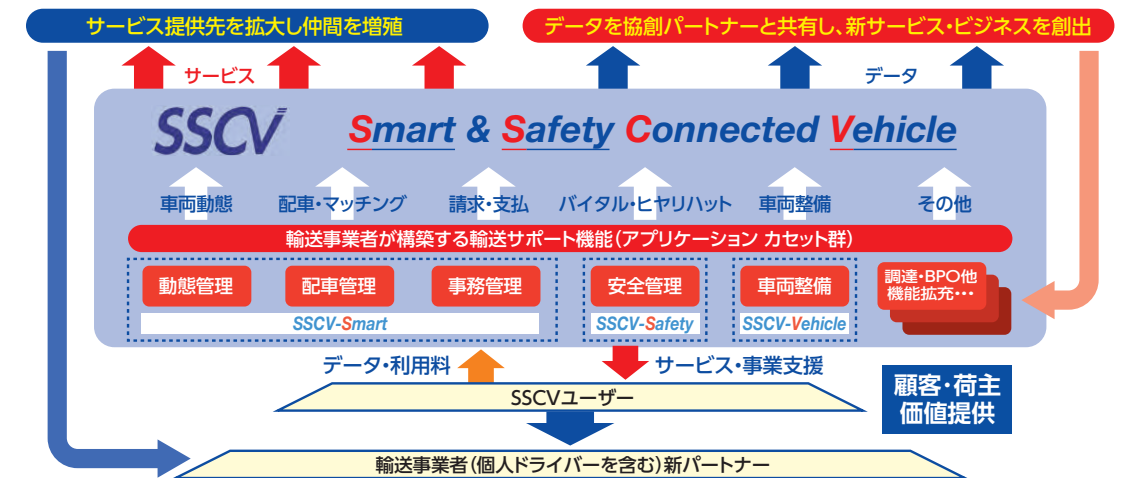 サービス提供先を拡大し仲間を増殖
データを協創パートナーと共有し、新サービス・ビジネスを創出
サービス
データ
SSCV
Smart & Safety Connected Vehicle
車両動態
配車・マッチング
請求・支払
バイタル・ヒヤリハット
車両整備
その他
輸送事業者が構築する輸送サポート機能（アプリケーション カセット群）
動態管理
配車管理
事務管理
安全管理
車両整備
調達・BPO他
機能拡充・・・
SSCV-Smart
SSCV-Safety
SSCV-Vehicle
データ・利用料
サービス・事業支援
SSCVユーザー
顧客・荷主
価値提供
輸送事業者（個人ドライバーを含む）新パートナー